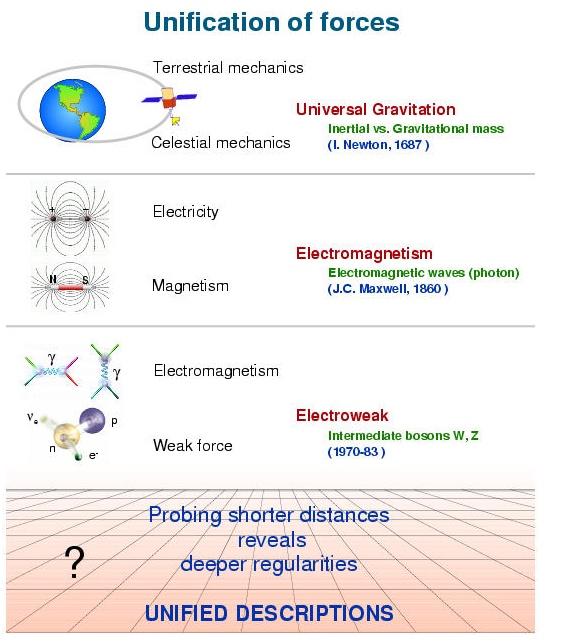 Unification of forces
Terrestrial mechanics
Celestial mechanics
Universal Gravitation
Inertial vs. Gravitational mass
(I. Newton, 1687 )
+ −
Electricity
N S
Magnetism
Electromagnetism
Electromagnetic waves (photon)
(J.C. Maxwell, 1860 )
γ
γ
Electromagnetism
νe
p
n
e-
Weak force
Electroweak
Intermediate bosons W, Z
(1970-83 )
Probing shorter distances
reveals
deeper regularities
?
UNIFIED DESCRIPTIONS